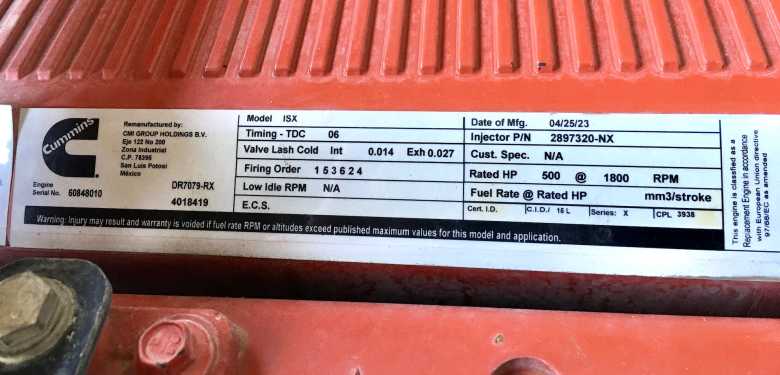 Cummins
Remanufactured by:
CMI GROUP HOLDINGS B.V.
Eje 122 No 200
Zona Industrial
C.P. 78395
San Luis Potosi
México
Engine
Serial No. 60848010
DR7079-RX
4018419
Model ISX
Timing - TDC 06
Valve Lash Cold Int 0.014 Exh 0.027
Firing Order 1 5 3 6 2 4
Low Idle RPM N/A
E.C.S.
Date of Mfg. 04/25/23
Injector P/N 2897320-NX
Cust. Spec. N/A
Rated HP 500 @ 1800 RPM
Fuel Rate @ Rated HP mm3/stroke
Cert. I.D. C.I.D./ 15 L Series: X CPL 3938
Warning: Injury may result and warranty is voided if fuel rate RPM or altitudes exceed published maximum values for this model and application.
This engine is classified as a
Replacement Engine in accordance
with European Union directive
97/68/EC as amended